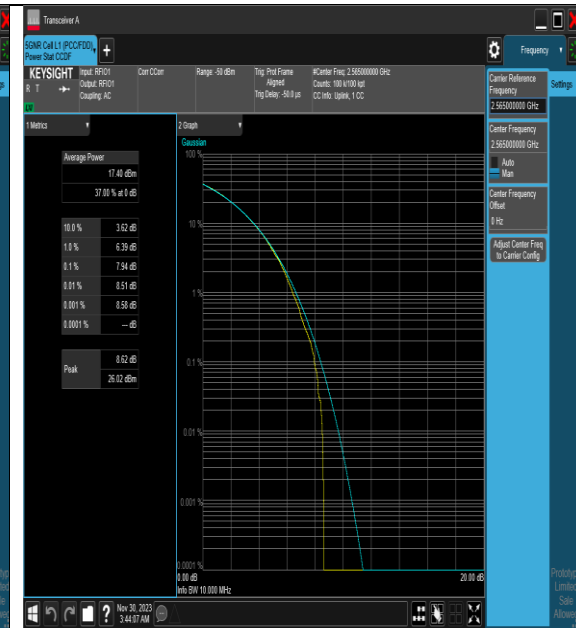 Transceiver A
5GNR Cell L1 (PCC/FDD),
Power Stat CCDF
Frequency
KEYSIGHT
R T
LXI
Input: RFIO1
Output: RFIO1
Coupling: AC
Corr CCorr
Range: -50 dBm
Trig: Prot Frame
Aligned
Trig Delay: -50.0 µs
#Center Freq: 2.565000000 GHz
Counts: 100 k/100 kpt
CC Info: Uplink, 1 CC
Carrier Reference
Frequency
2.565000000 GHz
Settings
1 Metrics
2 Graph
Gaussian
Center Frequency
2.565000000 GHz
Auto
Man
Center Frequency
Offset
0 Hz
Adjust Center Freq
to Carrier Config
Average Power
17.40 dBm
37.00 % at 0 dB
10.0 % 3.62 dB
1.0 % 6.39 dB
0.1 % 7.94 dB
0.01 % 8.51 dB
0.001 % 8.58 dB
0.0001 % --- dB
Peak
8.62 dB
26.02 dBm
100 %
10 %
1 %
0.1 %
0.01 %
0.001 %
0.0001 %
0.00 dB
20.00 dB
Info BW 10.000 MHz
Nov 30, 2023
3:44:07 AM